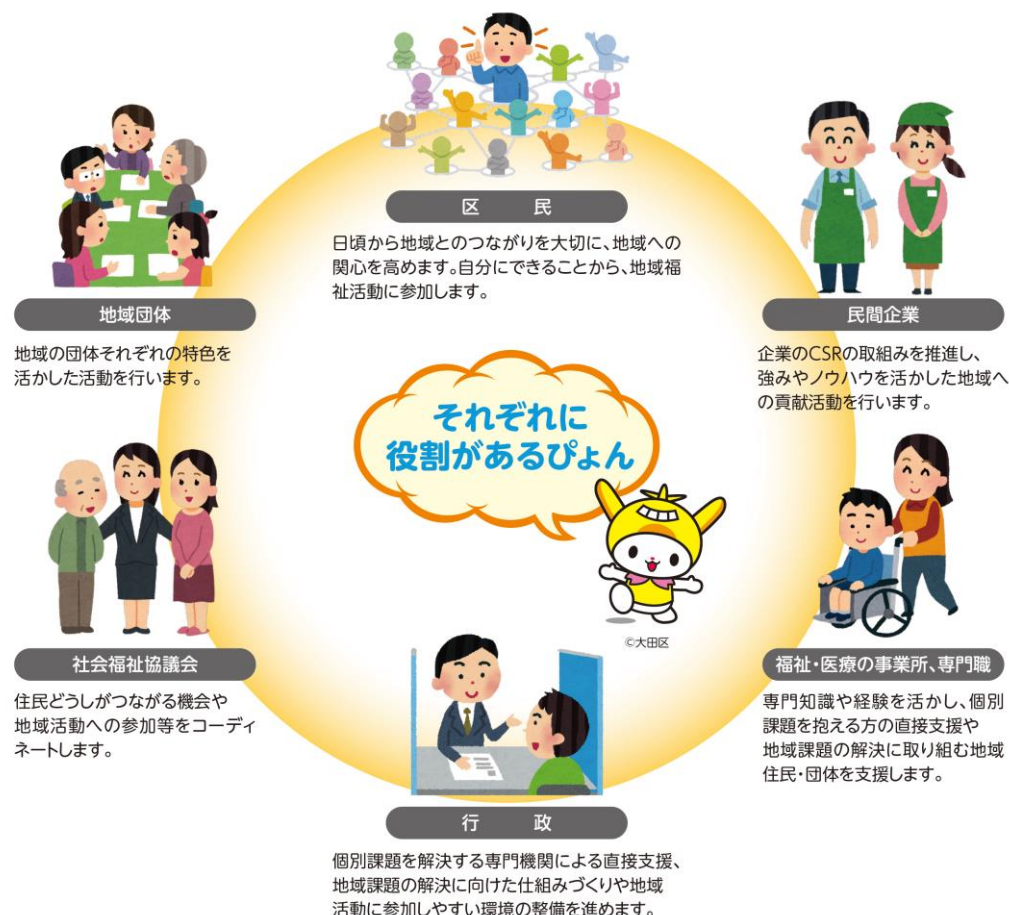 区　民
日頃から地域とのつながりを大切に、地域への
関心を高めます。自分にできることから、地域福
祉活動に参加します。
地域団体
地域の団体それぞれの特色を
活かした活動を行います。
民間企業
企業のCSRの取組みを推進し、
強みやノウハウを活かした地域へ
の貢献活動を行います。
それぞれに
役割があるぴょん
©大田区
社会福祉協議会
住民どうしがつながる機会や
地域活動への参加等をコーディ
ネートします。
福祉・医療の事業所、専門職
専門知識や経験を活かし、個別
課題を抱える方の直接支援や
地域課題の解決に取り組む地域
住民・団体を支援します。
行　政
個別課題を解決する専門機関による直接支援、
地域課題の解決に向けた仕組みづくりや地域
活動に参加しやすい環境の整備を進めます。